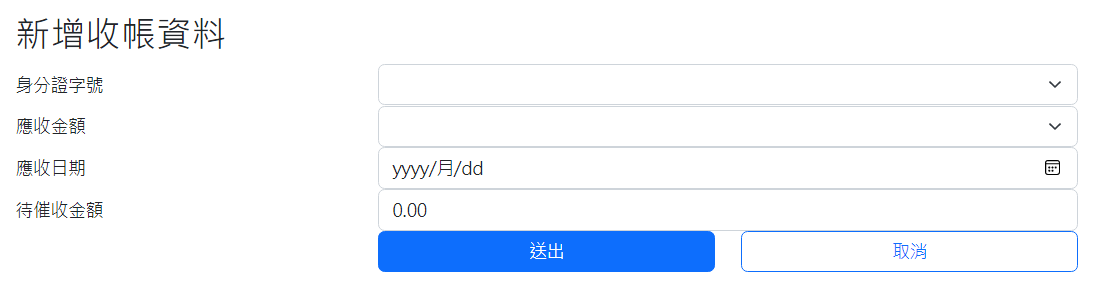 新增收帳資料
身分證字號
應收金額
應收日期
yyyy/月/dd
待催收金額
0.00
送出
取消